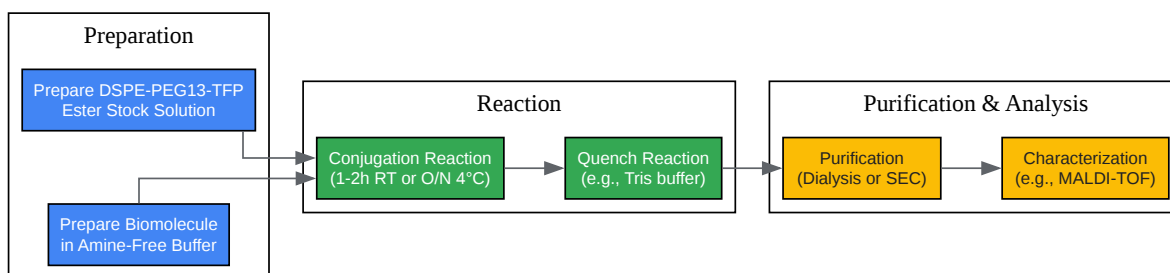 Preparation
Prepare DSPE-PEG13-TFP
Ester Stock Solution
Prepare Biomolecule
in Amine-Free Buffer
Reaction
Conjugation Reaction
(1-2h RT or O/N 4°C)
Quench Reaction
(e.g., Tris buffer)
Purification & Analysis
Purification
(Dialysis or SEC)
Characterization
(e.g., MALDI-TOF)